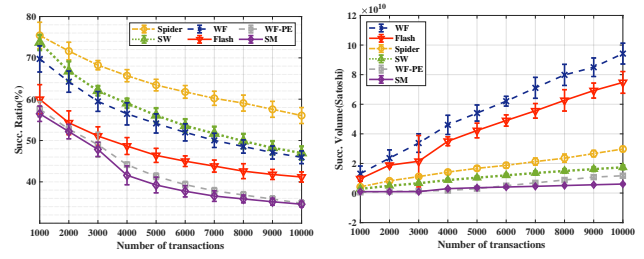 80
70
60
50
40
Succ. Ratio(%)
Spider
WF
WF-PE
SW
Flash
SM
1000 2000 3000 4000 5000 6000 7000 8000 9000 10000
Number of transactions
12 ×10¹⁰
10
8
6
4
2
0
-2
Succ. Volume(Satoshi)
WF
Flash
Spider
SW
WF-PE
SM
1000 2000 3000 4000 5000 6000 7000 8000 9000 10000
Number of transactions